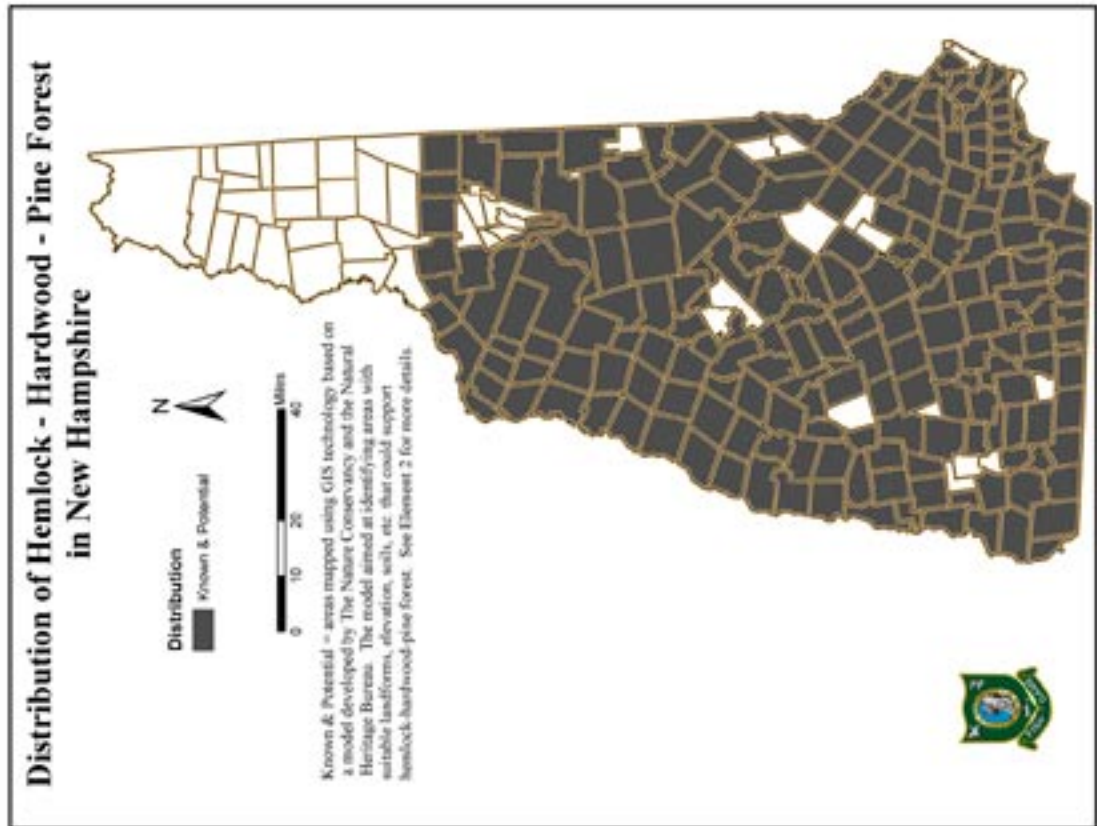 Distribution of Hemlock - Hardwood - Pine Forest
in New Hampshire
N
Distribution
Known & Potential
0 10 20 40
Miles
Known & Potential = areas mapped using GIS technology based on
a model developed by The Nature Conservancy and the Natural
Heritage Bureau. The model aimed at identifying areas with
suitable landforms, elevation, soils, etc. that could support
hemlock-hardwood-pine forest. See Element 2 for more details.